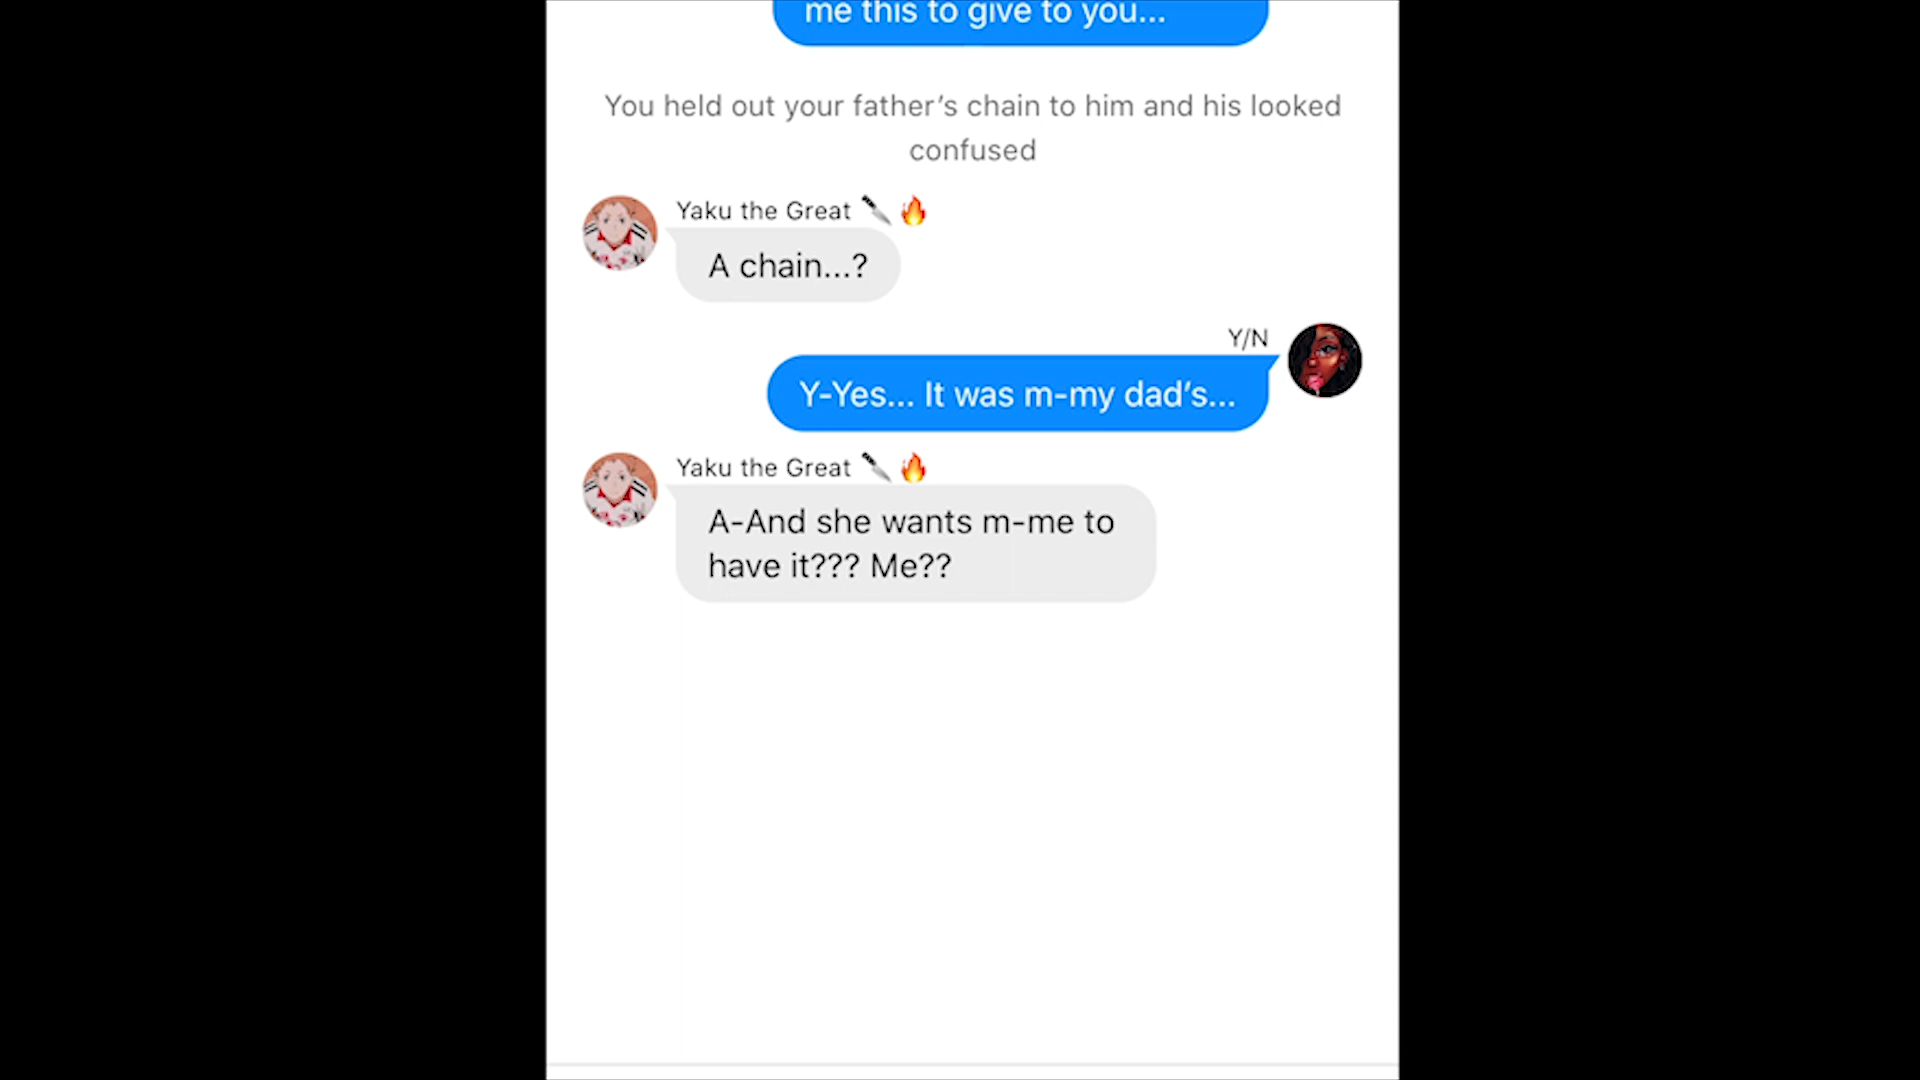 me this to give to you...
You held out your father’s chain to him and his looked
confused
Yaku the Great 🔪🔥
A chain...?
Y/N
Y-Yes... It was m-my dad’s...
Yaku the Great 🔪🔥
A-And she wants m-me to
have it??? Me??